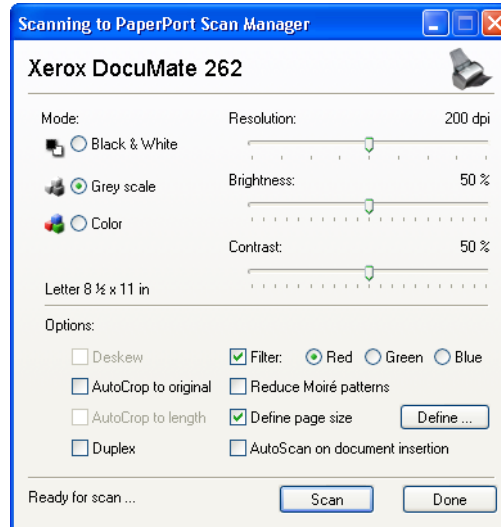 Scanning to PaperPort Scan Manager
Xerox DocuMate 262
Mode:
Black & White
Grey scale
Color
Letter 8 ½ x 11 in
Resolution: 200 dpi
Brightness: 50 %
Contrast: 50 %
Options:
Deskew
AutoCrop to original
AutoCrop to length
Duplex
Filter: Red Green Blue
Reduce Moiré patterns
Define page size Define ...
AutoScan on document insertion
Ready for scan ... Scan Done